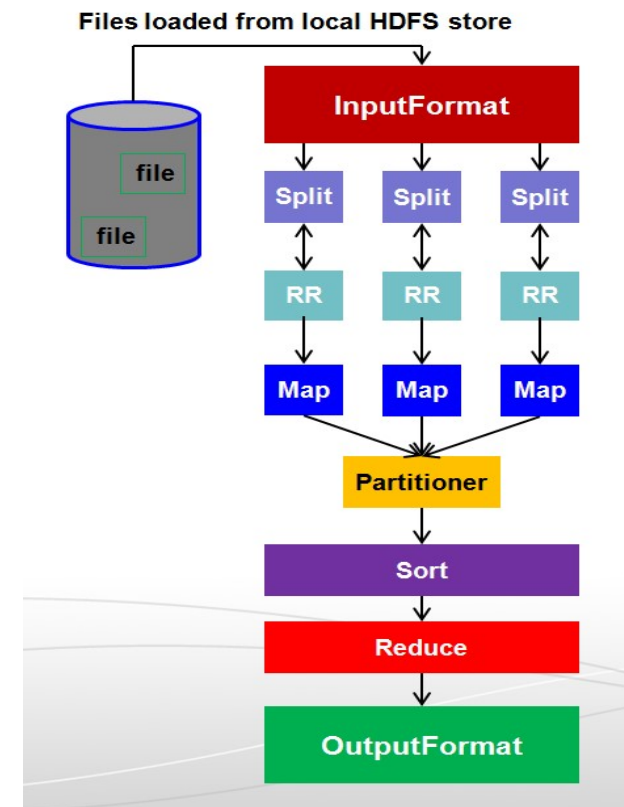 Files loaded from local HDFS store
InputFormat
file
file
Split Split Split
RR RR RR
Map Map Map
Partitioner
Sort
Reduce
OutputFormat